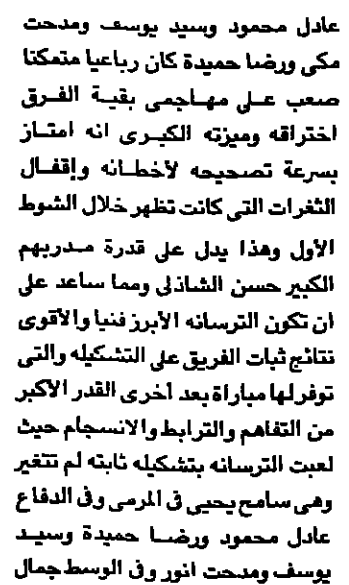 عادل محمود وسيد يوسف ومدحت
مكى ورضا حميدة كان رباعيا متمكنا
صعب على مهاجمى بقية الفرق
اختراقه وميزته الكبرى انه امتاز
بسرعة تصحيحه لأخطائه وإقفال
الثغرات التى كانت تظهر خلال الشوط
الأول وهذا يدل على قدرة مدربهم
الكبير حسن الشاذلى ومما ساعد على
ان تكون الترسانه الأبرز فنيا والأقوى
نتائج ثبات الفريق على التشكيله والتى
توفر لها مباراة بعد أخرى القدر الأكبر
من التفاهم والترابط والانسجام حيث
لعبت الترسانه بتشكيله ثابته لم تتغير
وهى سامح يحيى فى المرمى وفى الدفاع
عادل محمود ورضا حميدة وسيد
يوسف ومدحت انور وفى الوسط جمال